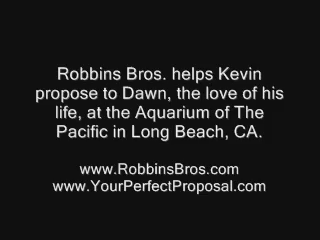 Robbins Bros. helps Kevin
propose to Dawn, the love of his
life, at the Aquarium of The
Pacific in Long Beach, CA.
www.RobbinsBros.com
www.YourPerfectProposal.com